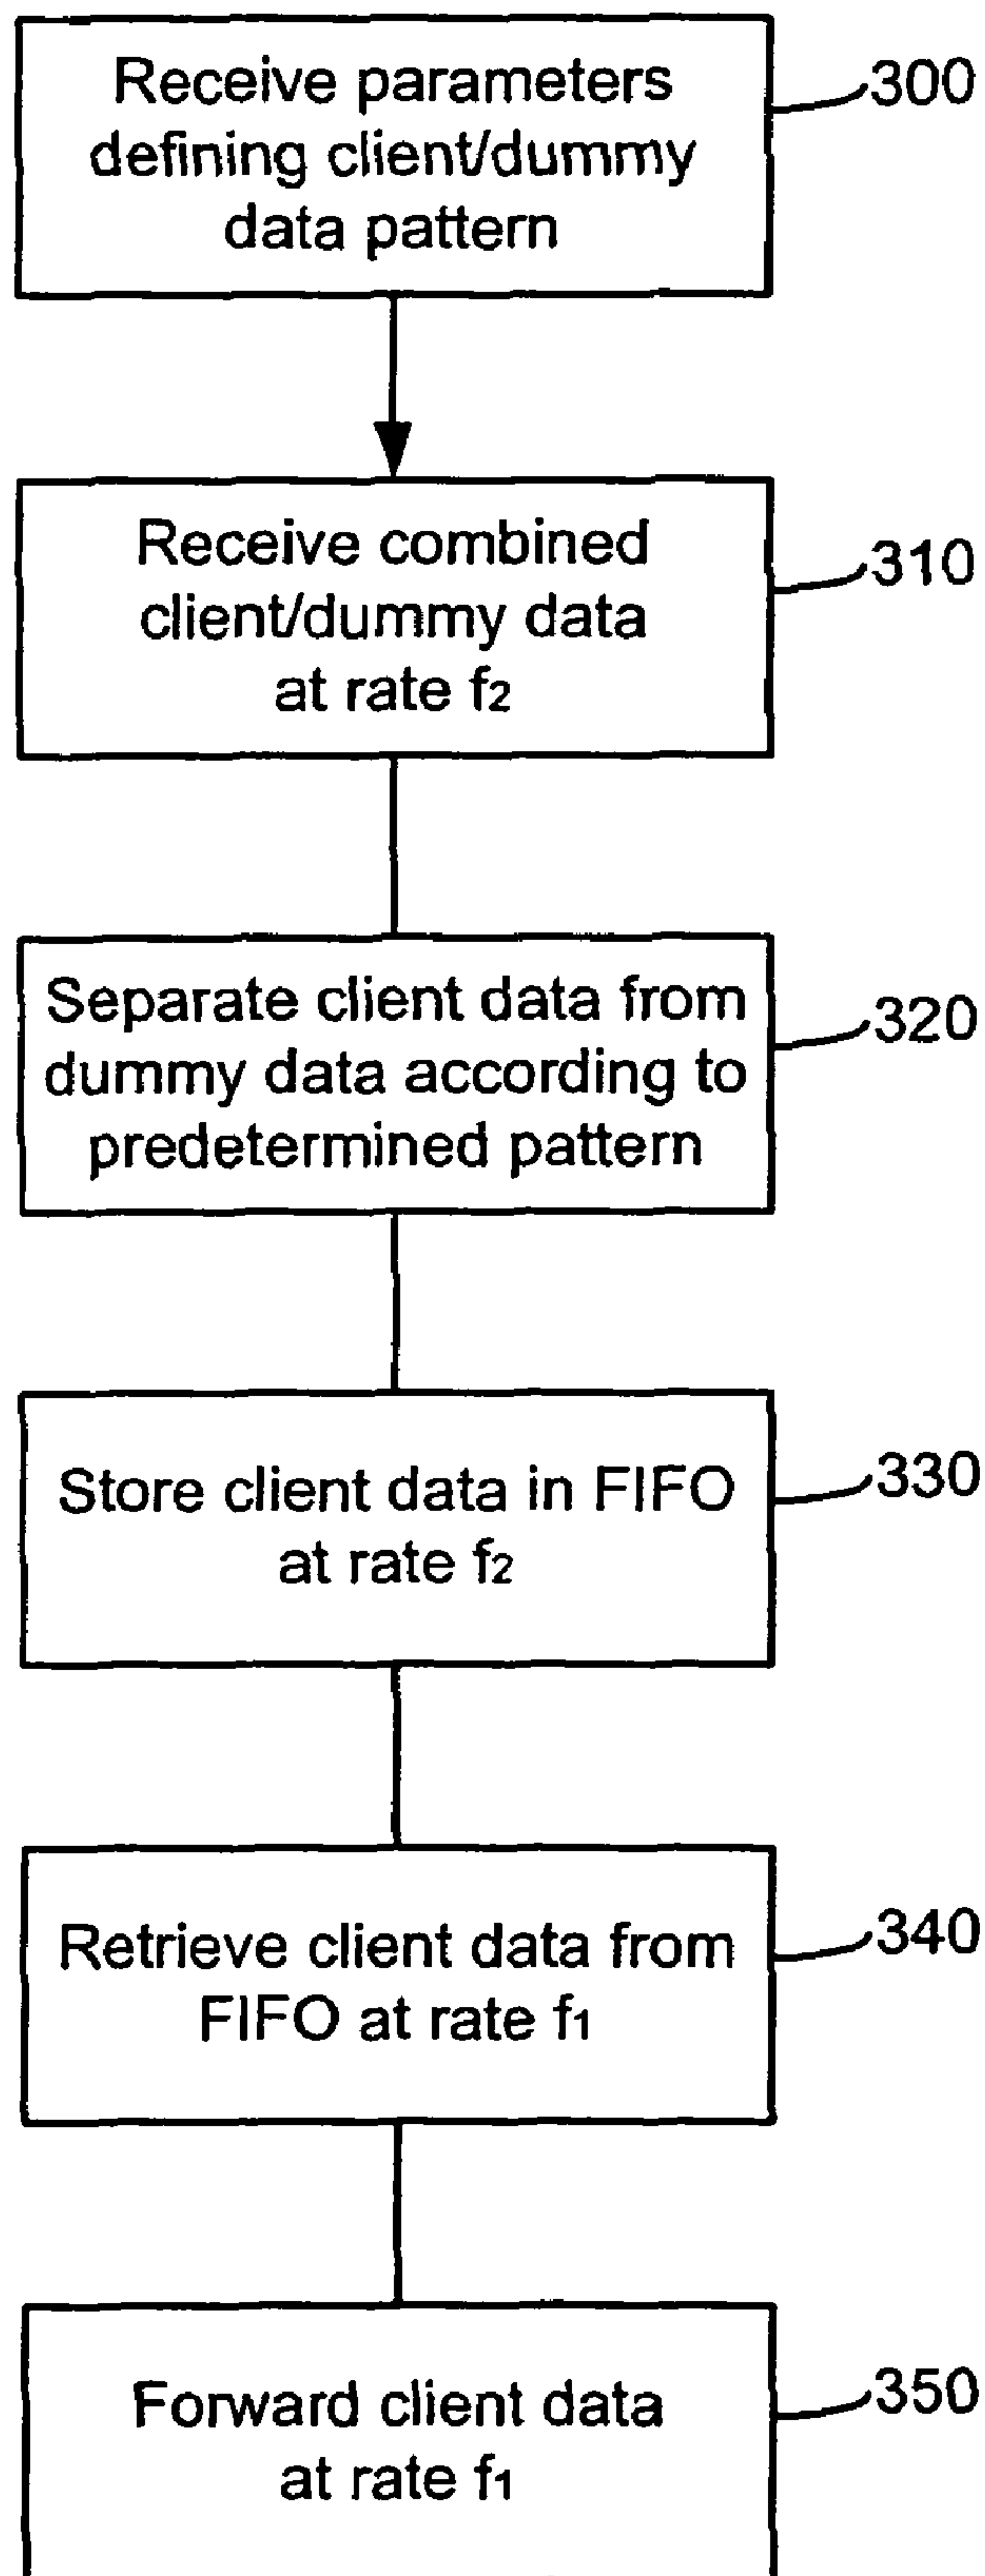 Receive parameters
defining client/dummy
data pattern
300
Receive combined
client/dummy data
at rate f₂
310
Separate client data from
dummy data according to
predetermined pattern
320
Store client data in FIFO
at rate f₂
330
Retrieve client data from
FIFO at rate f₁
340
Forward client data
at rate f₁
350